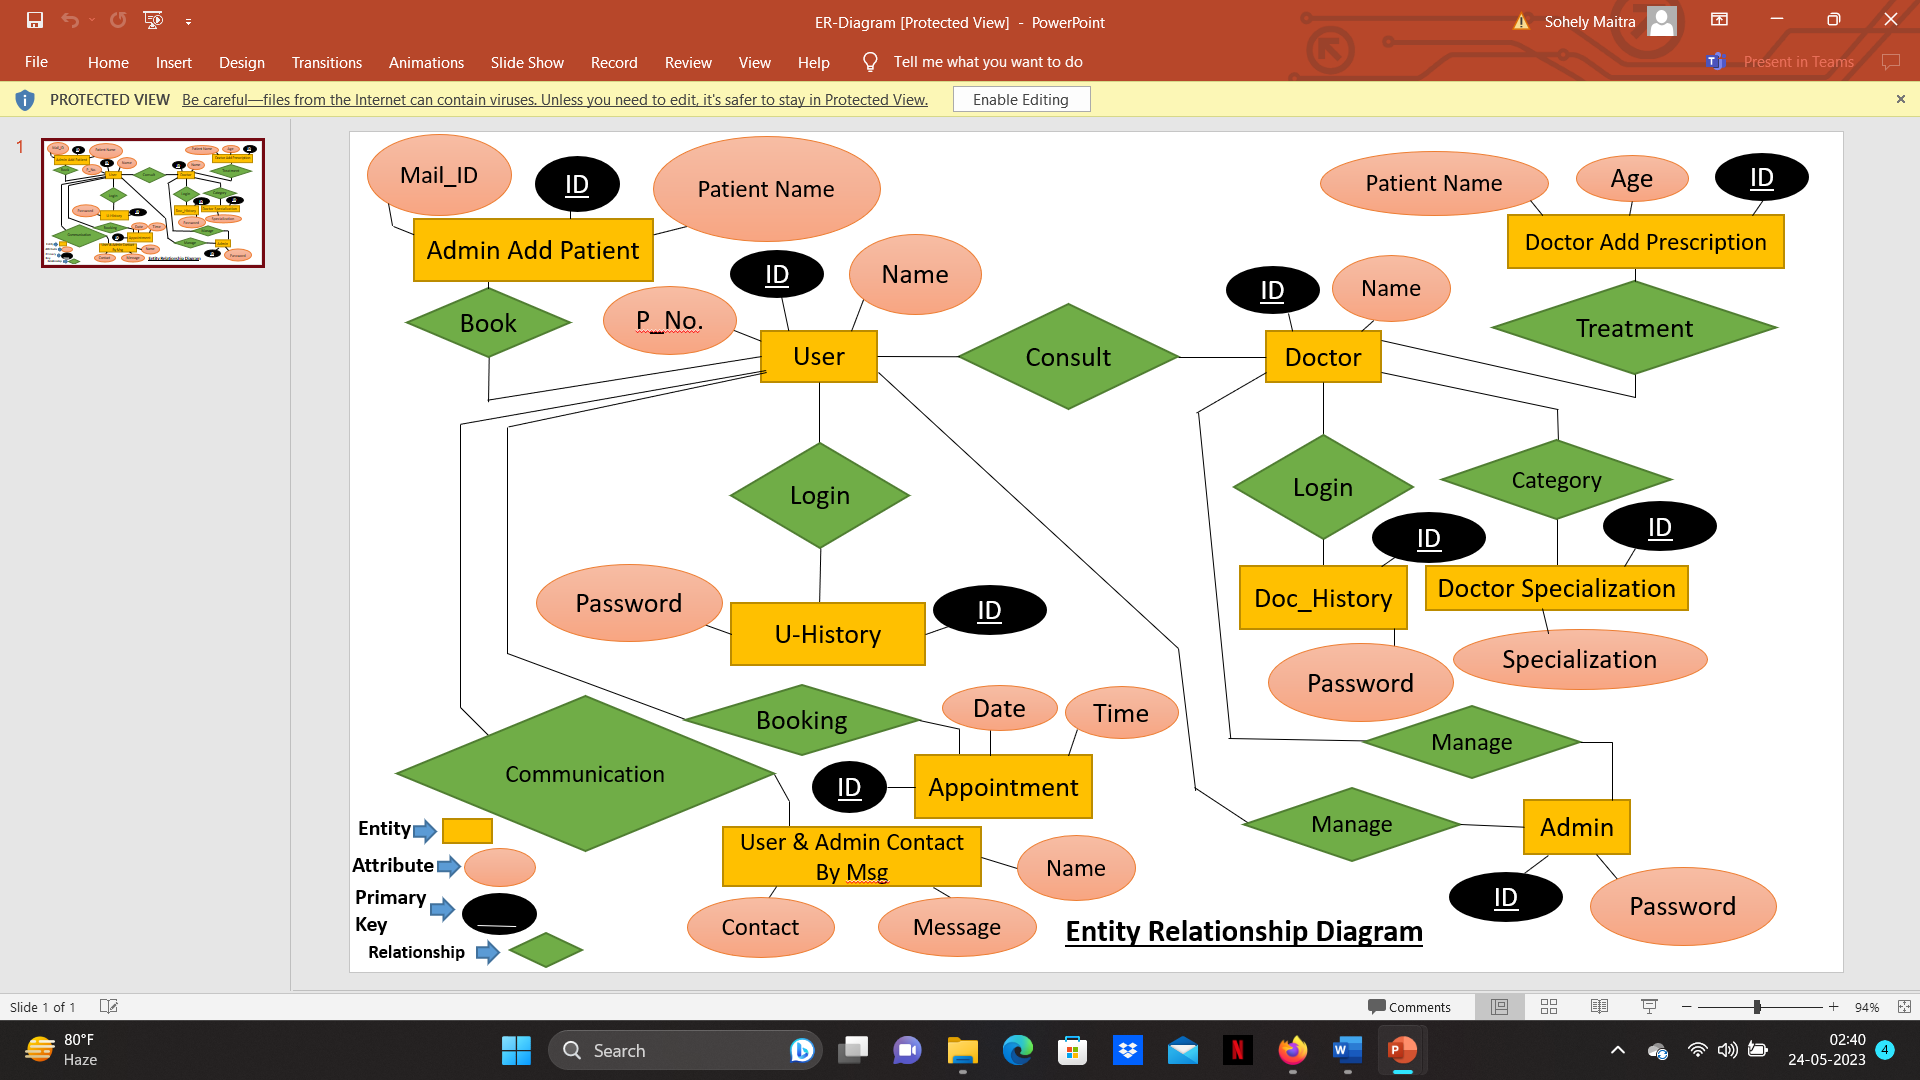 ER-Diagram [Protected View] - PowerPoint
Sohely Maitra
File Home Insert Design Transitions Animations Slide Show Record Review View Help Tell me what you want to do
Present in Teams
PROTECTED VIEW Be careful—files from the Internet can contain viruses. Unless you need to edit, it's safer to stay in Protected View. Enable Editing
1
Mail_ID
ID
Patient Name
Admin Add Patient
Book
P_No.
ID
Name
User
Consult
Patient Name
Age
ID
Doctor Add Prescription
Treatment
ID
Name
Doctor
Login
Password
U-History
ID
Login
Category
ID
ID
Doc_History
Doctor Specialization
Password
Specialization
Booking
Date
Time
ID
Appointment
Communication
User & Admin Contact
By Msg
Name
Contact
Message
Manage
Manage
Admin
ID
Password
Entity
Attribute
Primary
Key
Relationship
Entity Relationship Diagram
Slide 1 of 1
Comments
94%
80°F
Haze
Search
02:40
24-05-2023
4